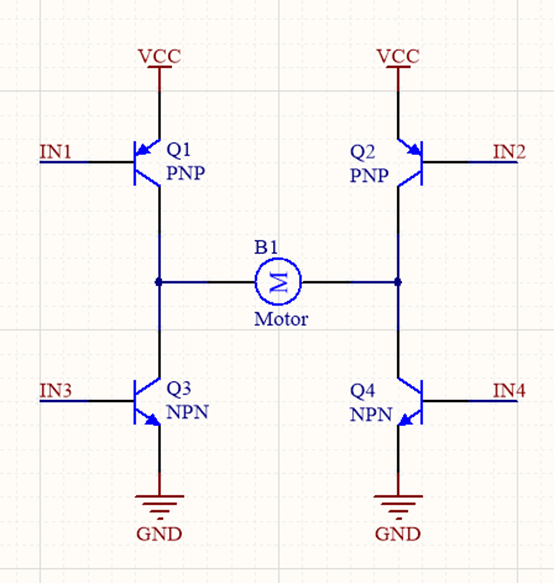 VCC
VCC
IN1
Q1
PNP
Q2
PNP
IN2
B1
M
Motor
IN3
Q3
NPN
Q4
NPN
IN4
GND
GND